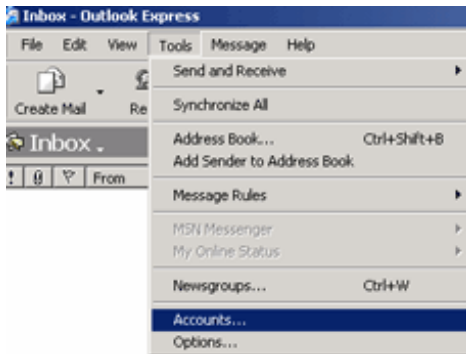 Inbox - Outlook Express
File Edit View Tools Message Help
Send and Receive
Create Mail Re
Synchronize All
Inbox .
Address Book... Ctrl+Shift+B
Add Sender to Address Book
! From
Message Rules
MSN Messenger
My Online Status
Newsgroups... Ctrl+W
Accounts...
Options...